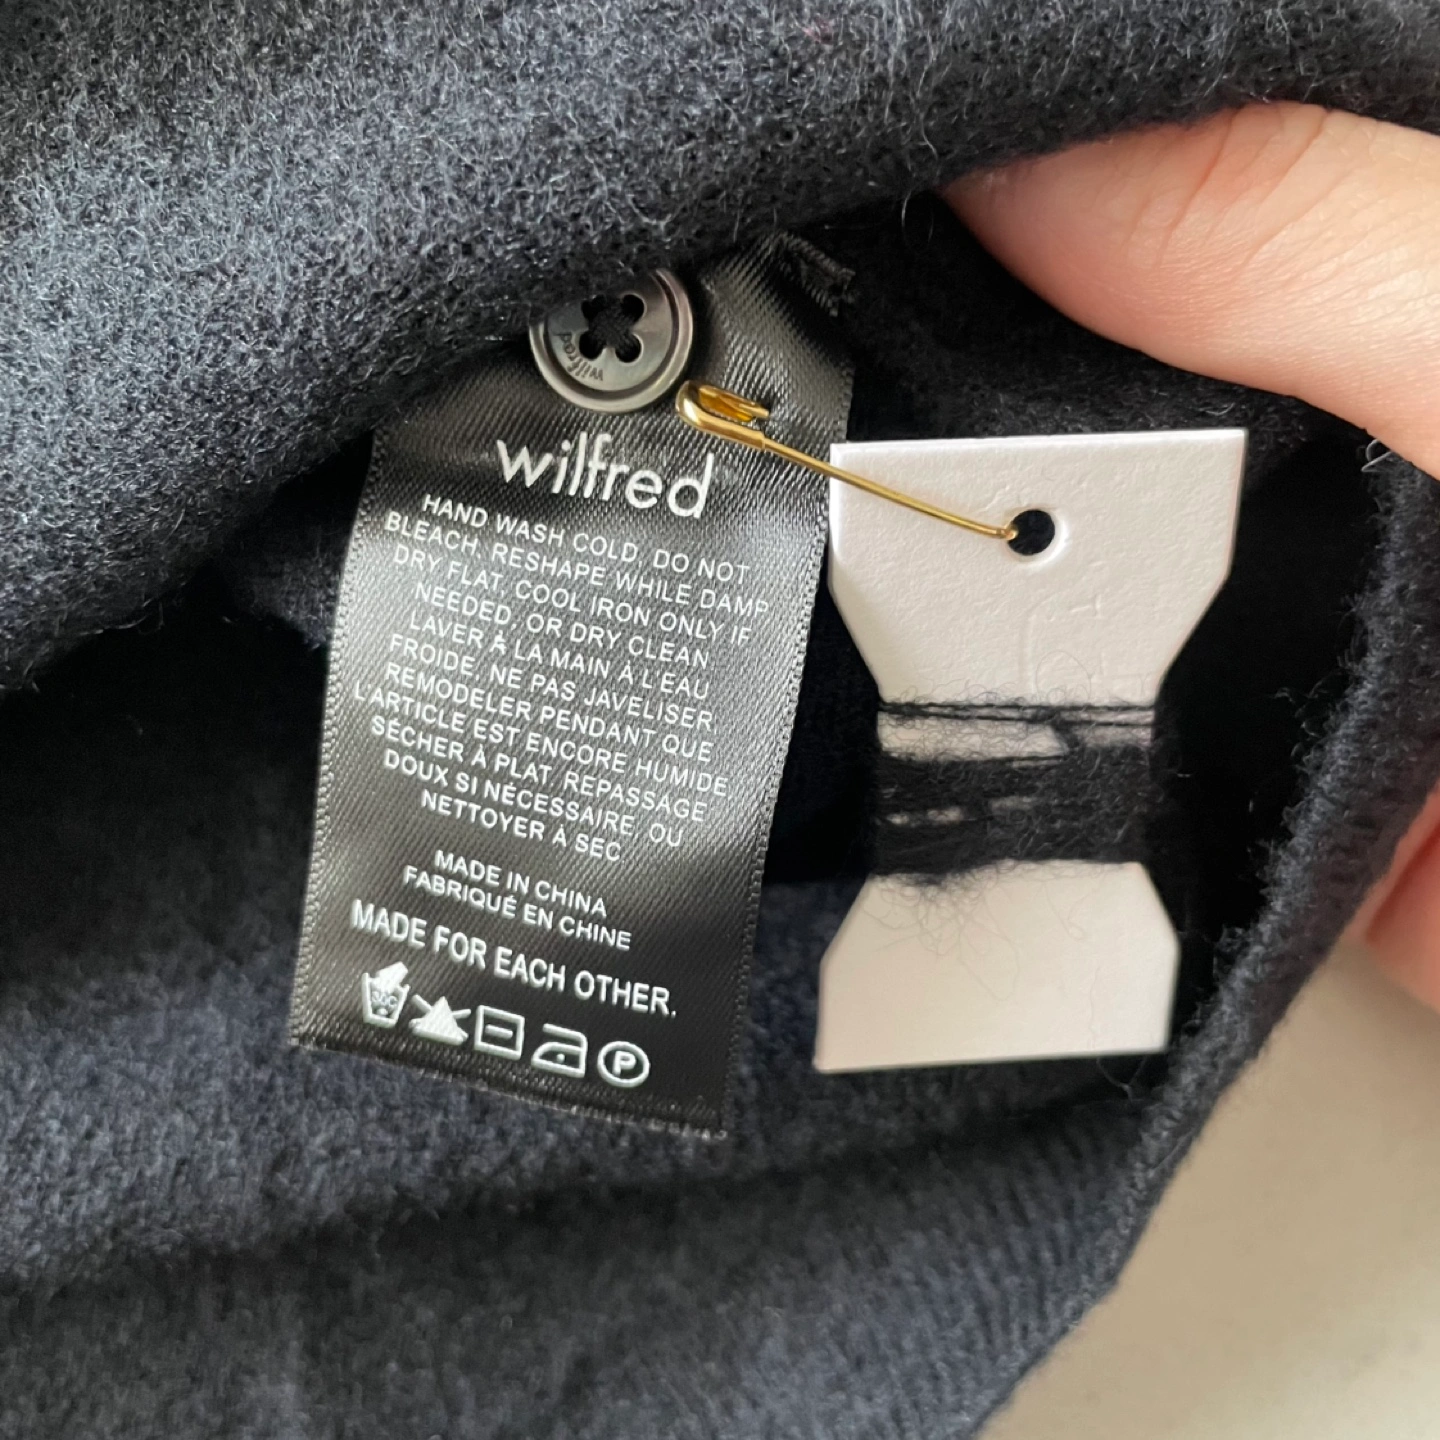 wilfred
wilfred
HAND WASH COLD, DO NOT
BLEACH, RESHAPE WHILE DAMP,
DRY FLAT, COOL IRON ONLY IF
NEEDED, OR DRY CLEAN
LAVER À LA MAIN À L'EAU
FROIDE, NE PAS JAVELISER,
REMODELER PENDANT QUE
L'ARTICLE EST ENCORE HUMIDE
SÉCHER À PLAT, REPASSAGE
DOUX SI NÉCESSAIRE, OU
NETTOYER À SEC
MADE IN CHINA
FABRIQUÉ EN CHINE
MADE FOR EACH OTHER.
30C
P